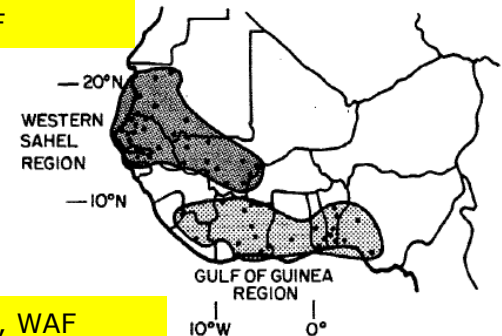 20°N
WESTERN
SAHEL
REGION
10°N
GULF OF GUINEA
REGION
, WAF
10°W
0°